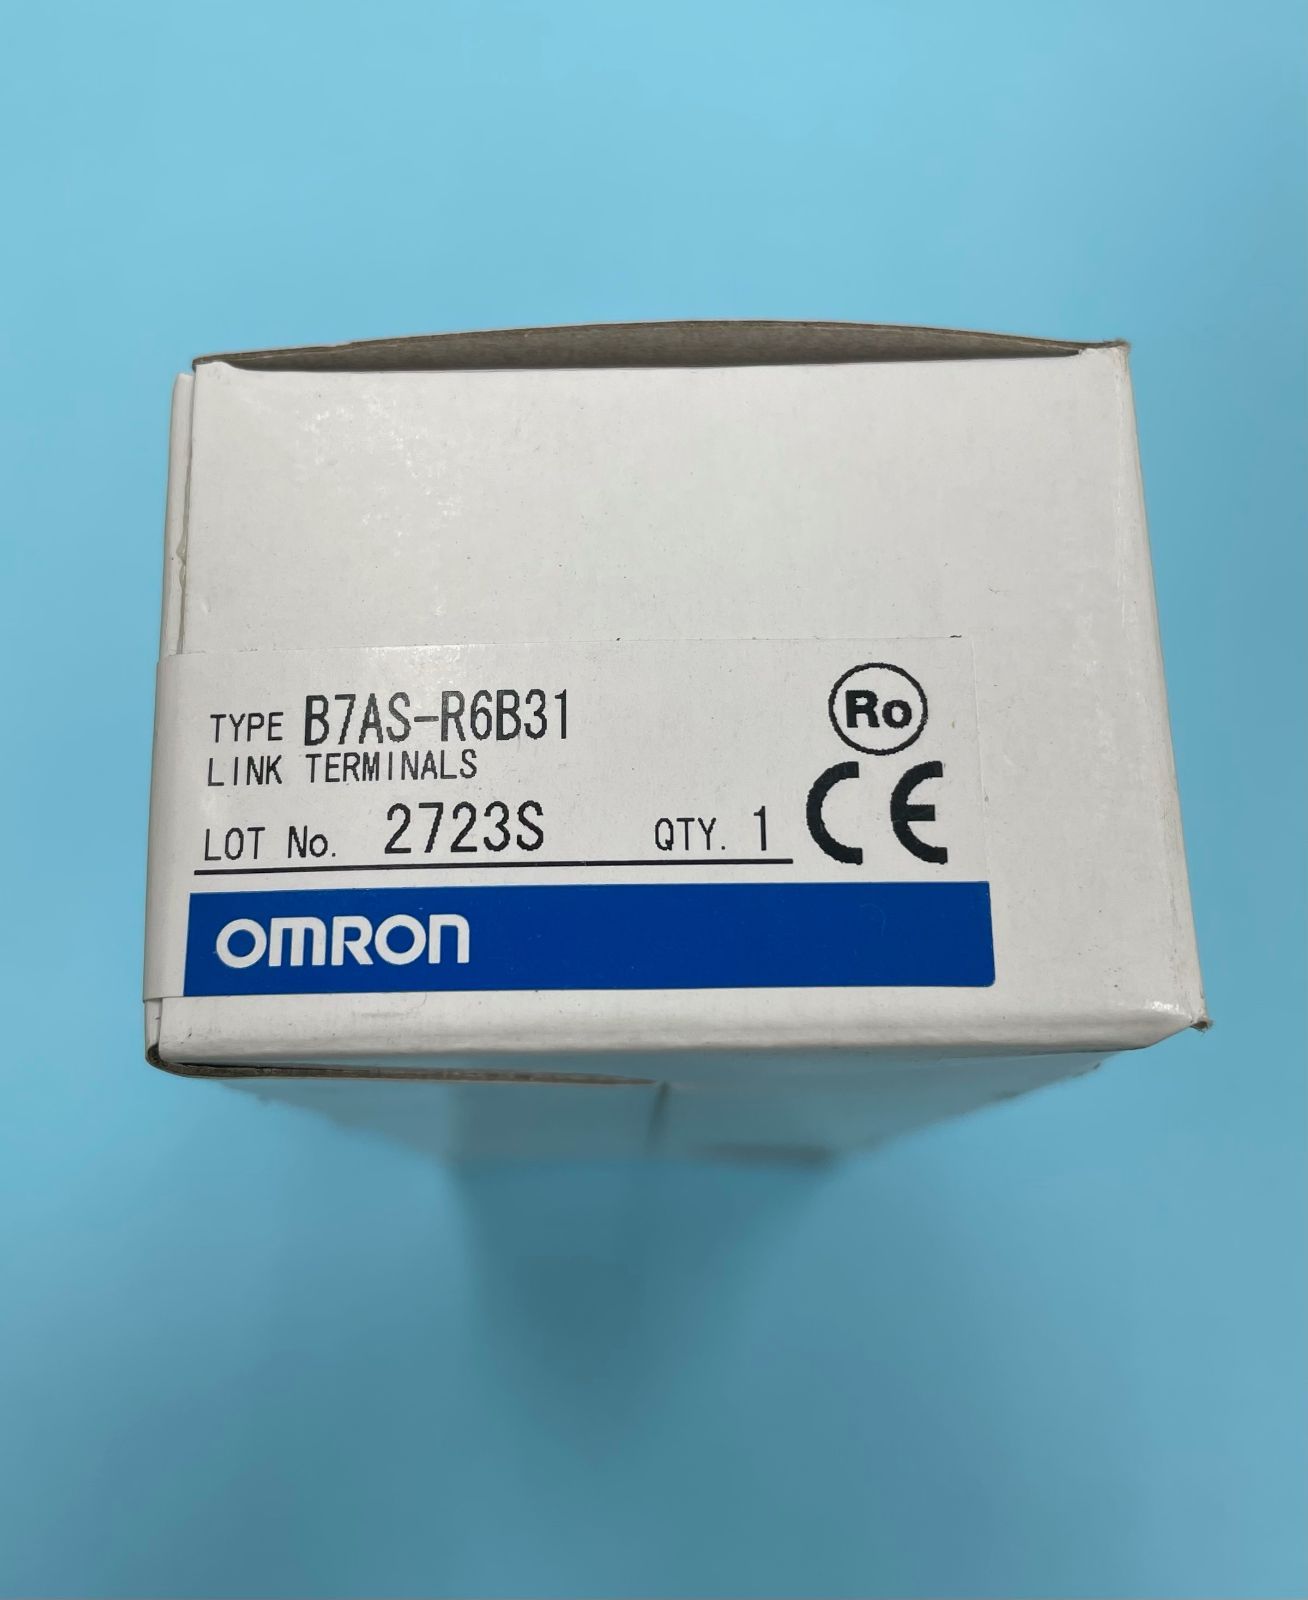 TYPE B7AS-R6B31
LINK TERMINALS
LOT No. 2723S QTY. 1
Ro
CE
OMRON